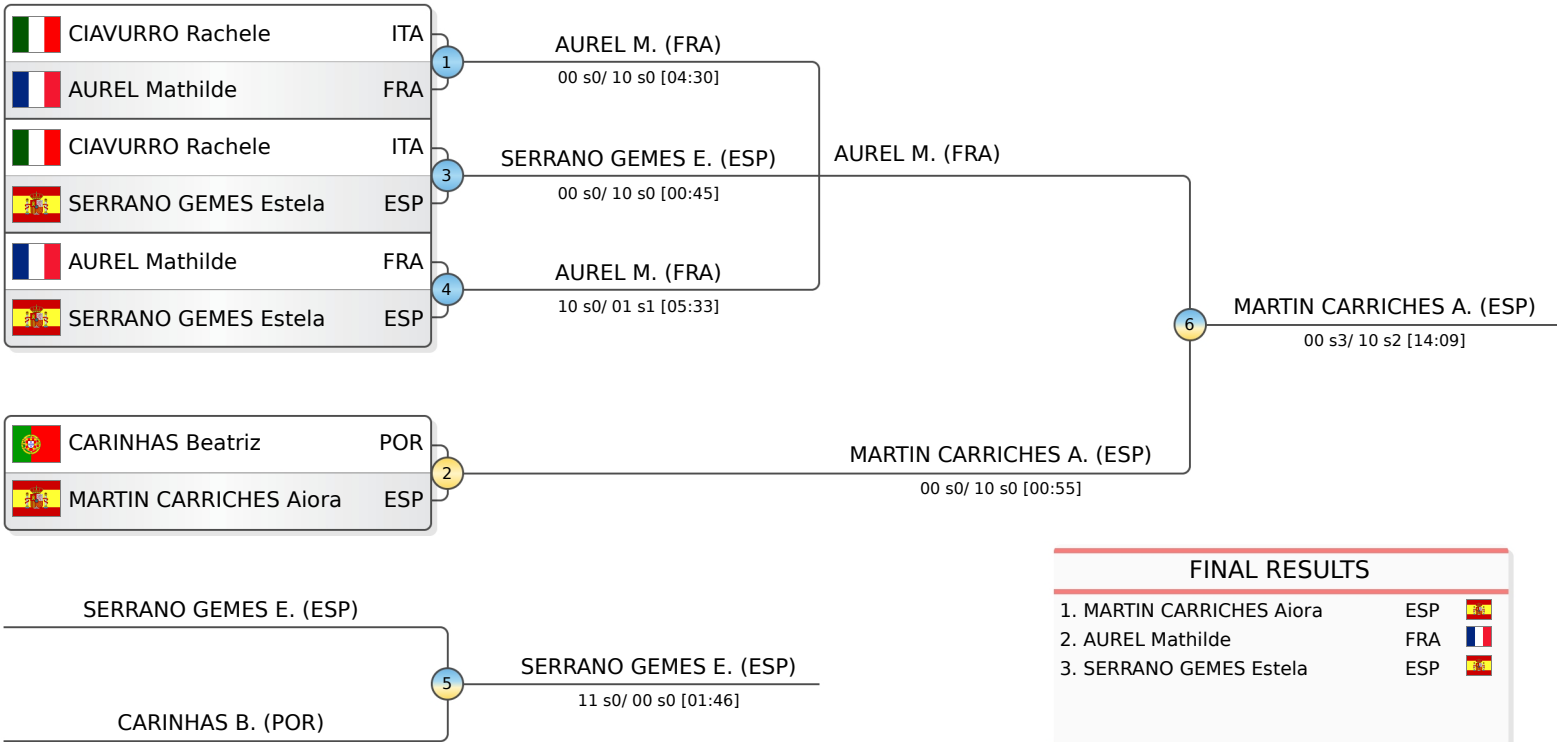 CIAVURRO Rachele ITA
AUREL Mathilde FRA
1
AUREL M. (FRA)
00 s0/ 10 s0 [04:30]
CIAVURRO Rachele ITA
SERRANO GEMES Estela ESP
3
SERRANO GEMES E. (ESP)
00 s0/ 10 s0 [00:45]
AUREL M. (FRA)
AUREL Mathilde FRA
SERRANO GEMES Estela ESP
4
AUREL M. (FRA)
10 s0/ 01 s1 [05:33]
6
MARTIN CARRICHES A. (ESP)
00 s3/ 10 s2 [14:09]
CARINHAS Beatriz POR
MARTIN CARRICHES Aiora ESP
2
MARTIN CARRICHES A. (ESP)
00 s0/ 10 s0 [00:55]
SERRANO GEMES E. (ESP)
CARINHAS B. (POR)
5
SERRANO GEMES E. (ESP)
11 s0/ 00 s0 [01:46]
FINAL RESULTS
1. MARTIN CARRICHES Aiora ESP
2. AUREL Mathilde FRA
3. SERRANO GEMES Estela ESP